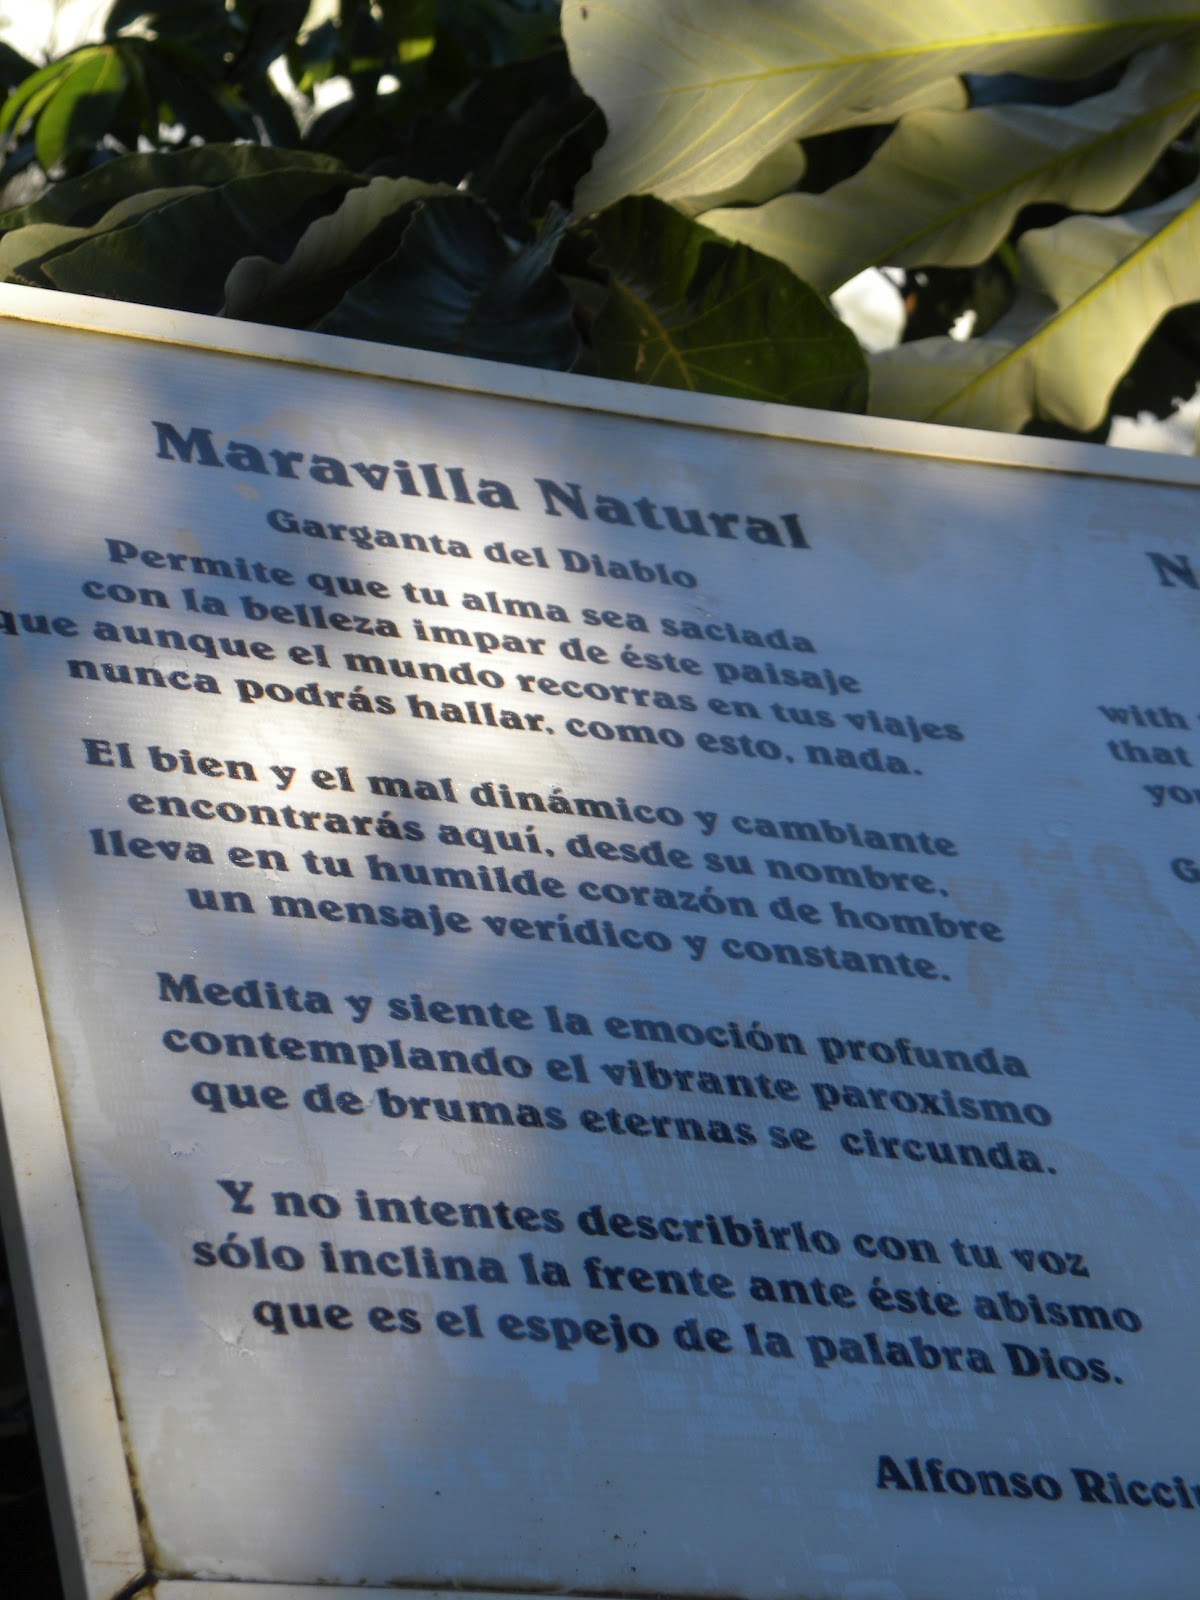 Maravilla Natural
Garganta del Diablo
Permite que tu alma sea saciada
con la belleza impar de éste paisaje
que aunque el mundo recorras en tus viajes
nunca podrás hallar, como esto, nada.
El bien y el mal dinámico y cambiante
encontrarás aquí, desde su nombre,
lleva en tu humilde corazón de hombre
un mensaje verídico y constante.
Medita y siente la emoción profunda
contemplando el vibrante paroxismo
que de brumas eternas se circunda.
Y no intentes describirlo con tu voz
sólo inclina la frente ante éste abismo
que es el espejo de la palabra Dios.
Alfonso
with
that